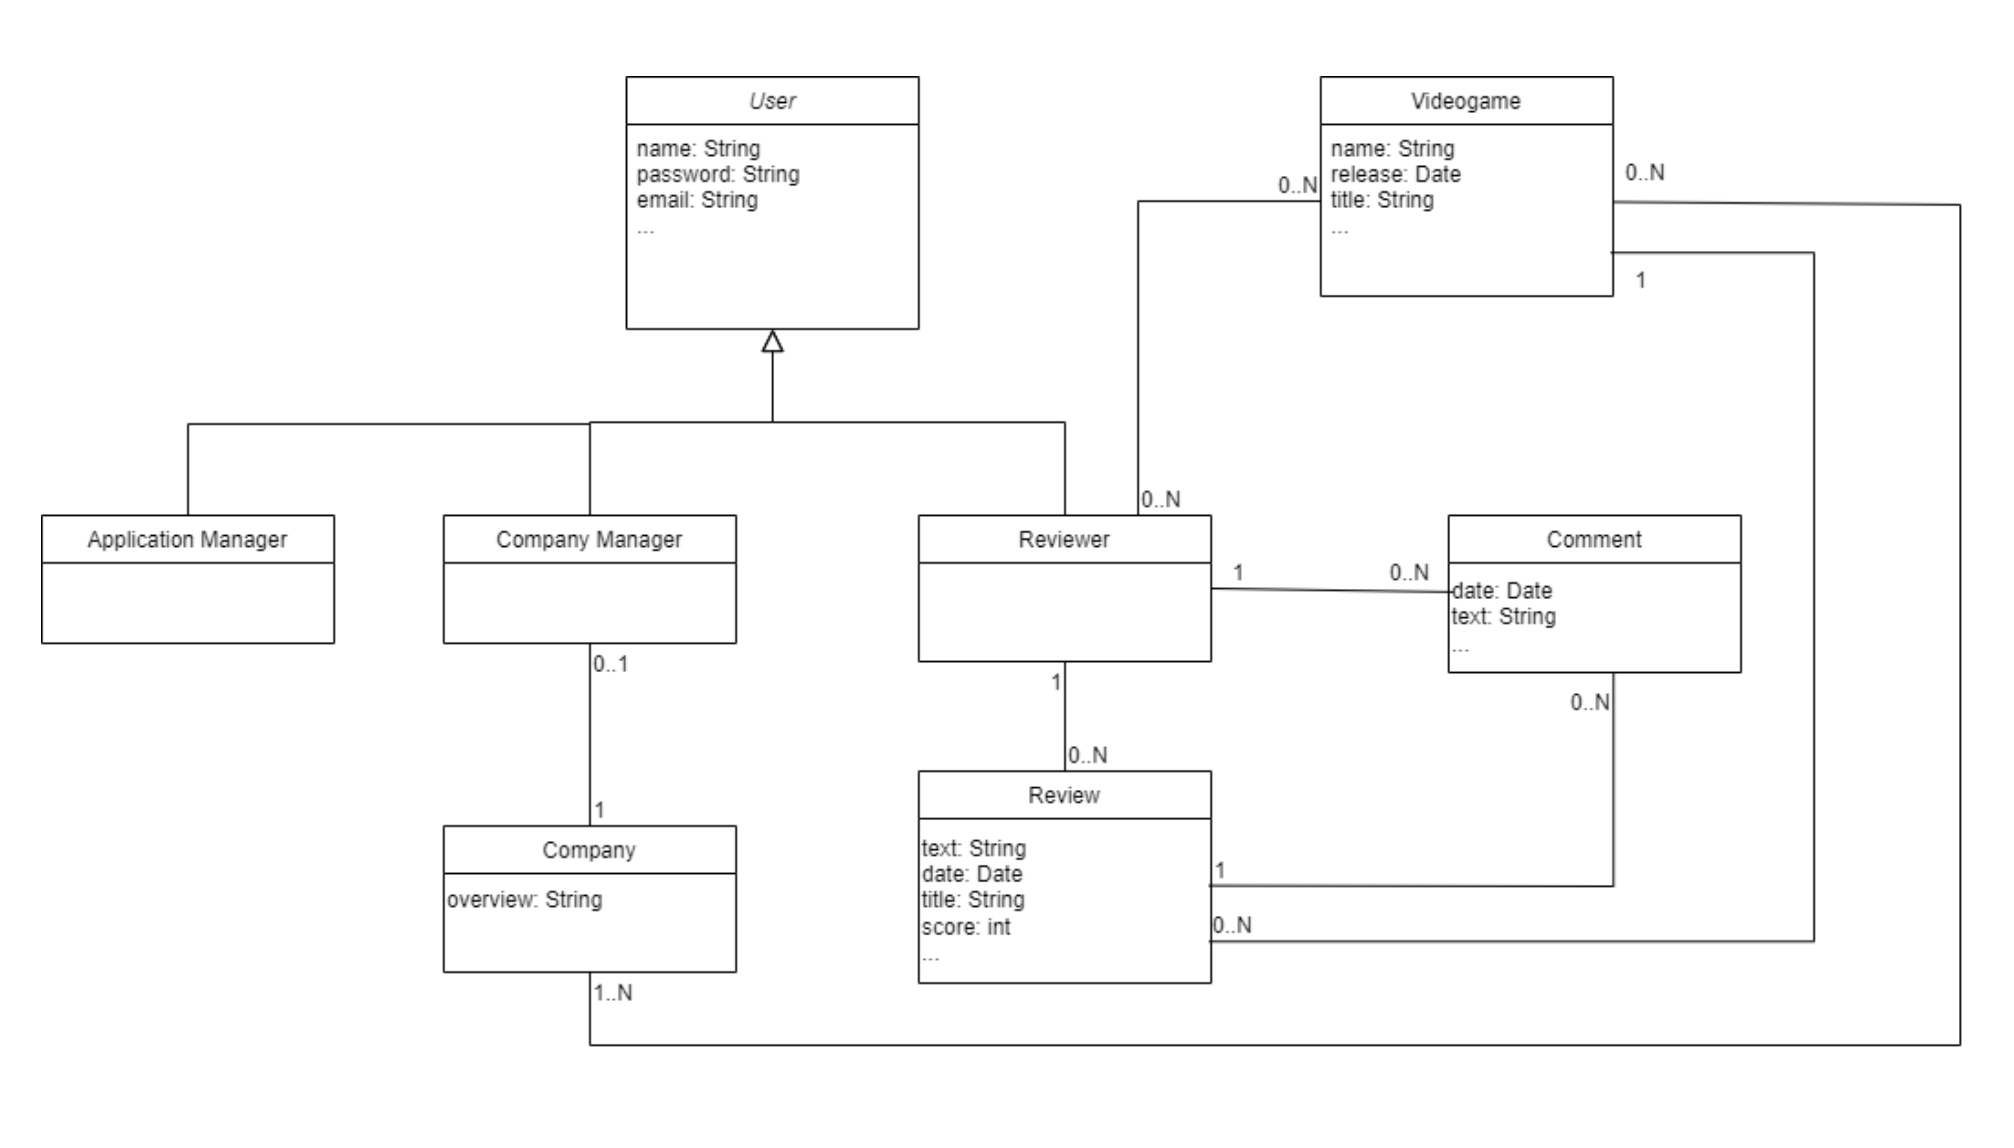 User
name: String
password: String
email: String
...
Videogame
name: String
release: Date
title: String
...
0..N
0..N
1
0..N
Application Manager
Company Manager
0..1
Reviewer
1
0..N
1
Comment
date: Date
text: String
...
0..N
0..N
1
Company
overview: String
1..N
Review
text: String
date: Date
title: String
score: int
...
1
0..N